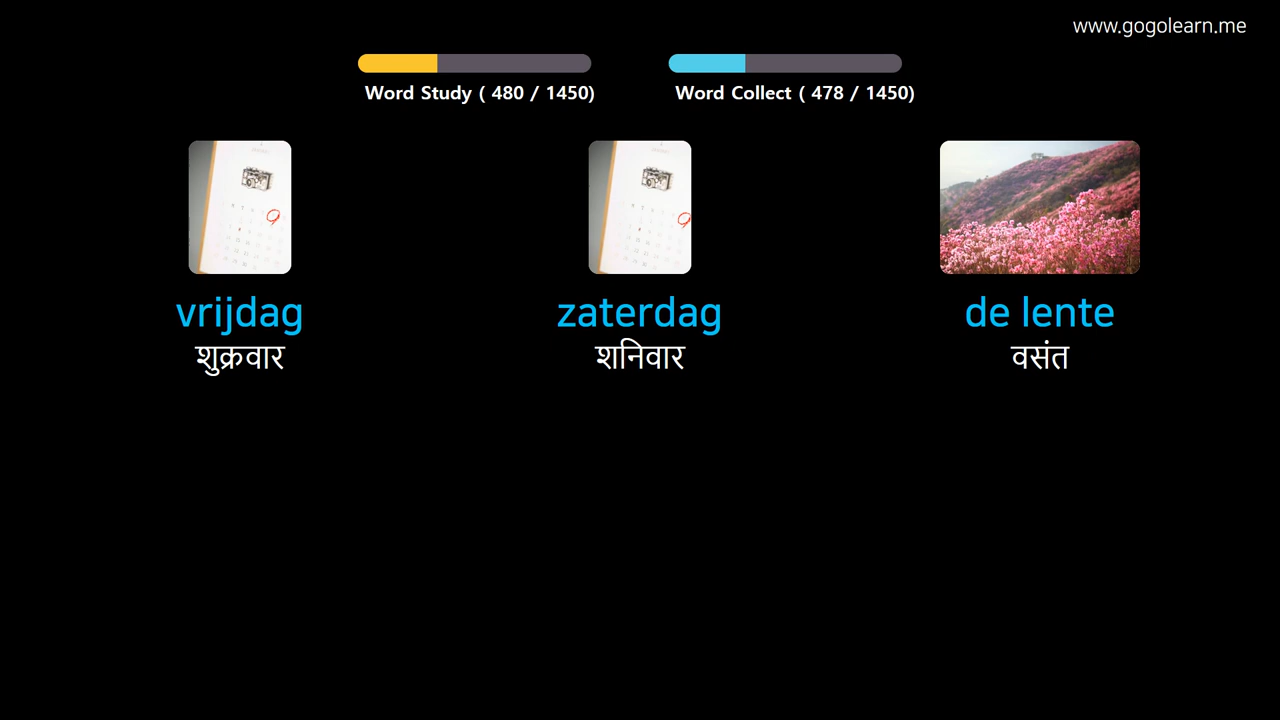 www.gogolearn.me
Word Study ( 480 / 1450)
Word Collect ( 478 / 1450)
vrijdag
zaterdag
de lente
शुक्रवार
शनिवार
वसंत